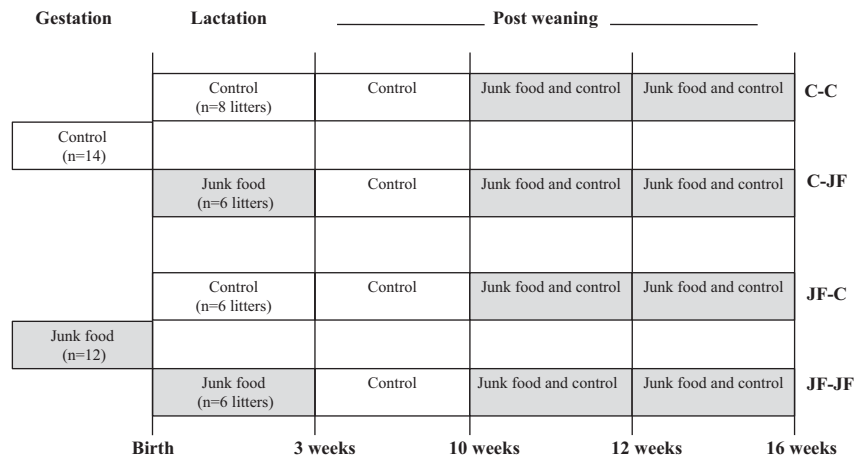 Gestation
Lactation
Post weaning
Control
(n=8 litters)
Control
Junk food and control
Junk food and control
C-C
Control
(n=14)
Junk food
(n=6 litters)
Control
Junk food and control
Junk food and control
C-JF
Control
(n=6 litters)
Control
Junk food and control
Junk food and control
JF-C
Junk food
(n=12)
Junk food
(n=6 litters)
Control
Junk food and control
Junk food and control
JF-JF
Birth
3 weeks
10 weeks
12 weeks
16 weeks